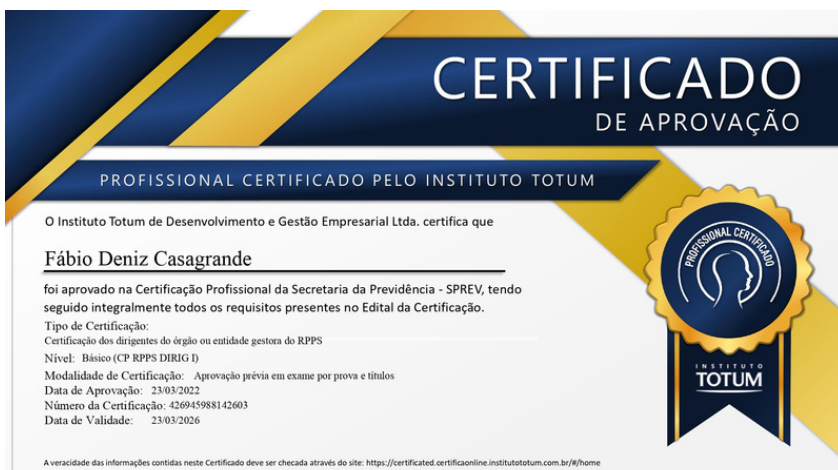 CERTIFICADO
DE APROVAÇÃO
PROFISSIONAL CERTIFICADO PELO INSTITUTO TOTUM
O Instituto Totum de Desenvolvimento e Gestão Empresarial Ltda. certifica que
Fábio Deniz Casagrande
foi aprovado na Certificação Profissional da Secretaria da Previdência - SPREV, tendo
seguido integralmente todos os requisitos presentes no Edital da Certificação.
Tipo de Certificação:
Certificação dos dirigentes do órgão ou entidade gestora do RPPS
Nível: Básico (CP RPPS DIRIG I)
Modalidade de Certificação: Aprovação prévia em exame por prova e títulos
Data de Aprovação: 23/03/2022
Número da Certificação: 426945988142603
Data de Validade: 23/03/2026
PROFISSIONAL CERTIFICADO
INSTITUTO
TOTUM
A veracidade das informações contidas neste Certificado deve ser checada através do site: https://certificated.certificaonline.institutototum.com.br/#/home